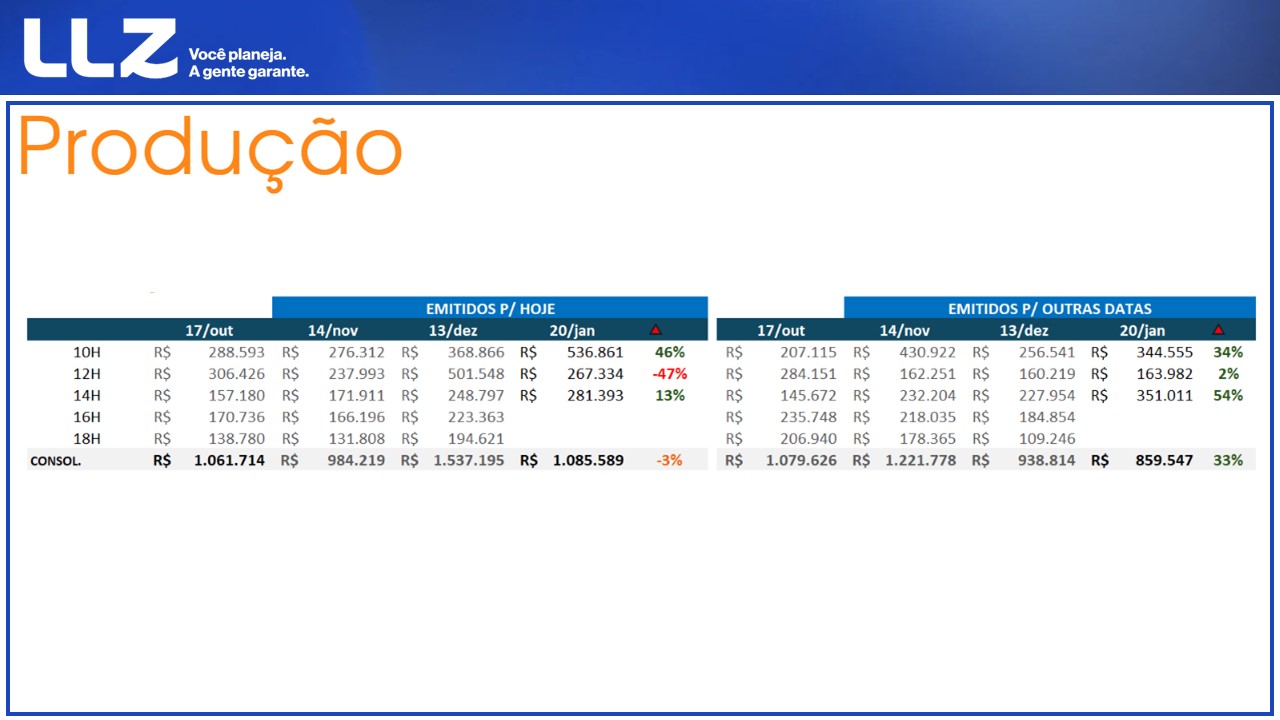 LLZ
Você planeja.
A gente garante.
Produção
EMITIDOS P/ HOJE EMITIDOS P/ OUTRAS DATAS
17/out 14/nov 13/dez 20/jan 17/out 14/nov 13/dez 20/jan
10H R$ 288.593 R$ 276.312 R$ 368.866 R$ 536.861 46% R$ 207.115 R$ 430.922 R$ 256.541 R$ 344.555 34%
12H R$ 306.426 R$ 237.993 R$ 501.548 R$ 267.334 -47% R$ 284.151 R$ 162.251 R$ 160.219 R$ 163.982 2%
14H R$ 157.180 R$ 171.911 R$ 248.797 R$ 281.393 13% R$ 145.672 R$ 232.204 R$ 227.954 R$ 351.011 54%
16H R$ 170.736 R$ 166.196 R$ 223.363 R$ 235.748 R$ 218.035 R$ 184.854
18H R$ 138.780 R$ 131.808 R$ 194.621 R$ 206.940 R$ 178.365 R$ 109.246
CONSOL. R$ 1.061.714 R$ 984.219 R$ 1.537.195 R$ 1.085.589 -3% R$ 1.079.626 R$ 1.221.778 R$ 938.814 R$ 859.547 33%